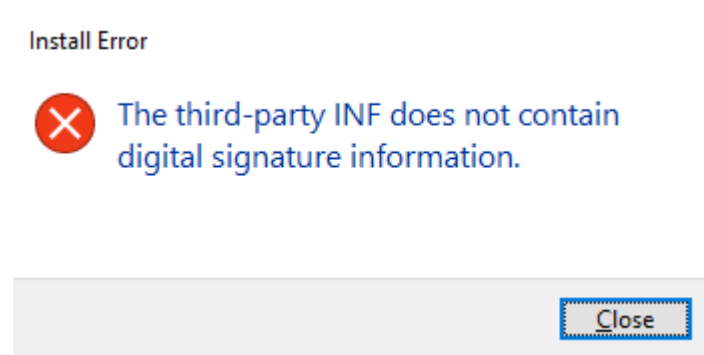 Install Error
The third-party INF does not contain
digital signature information.
Close